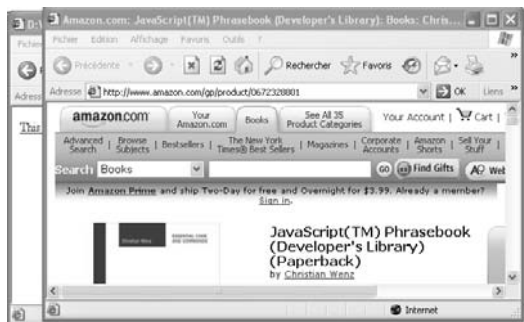 Amazon.com: JavaScript(TM) Phrasebook (Developer's Library): Books: Chris...
Fichier Edition Affichage Favoris Outils ?
Précédente Rechercher Favoris
Adresse http://www.amazon.com/gp/product/0672328801 OK Liens
amazon.com Your Amazon.com Books See All 35 Product Categories Your Account | Cart |
Advanced Search | Browse Subjects | Bestsellers | The New York Times® Best Sellers | Magazines | Corporate Accounts | Amazon Shorts | Sell Your Stuff
Search Books GO Find Gifts A9 Web
Join Amazon Prime and ship Two-Day for free and Overnight for $3.99. Already a member?
Sign in.
JavaScript(TM) Phrasebook
(Developer's Library)
(Paperback)
by Christian Wenz
Internet